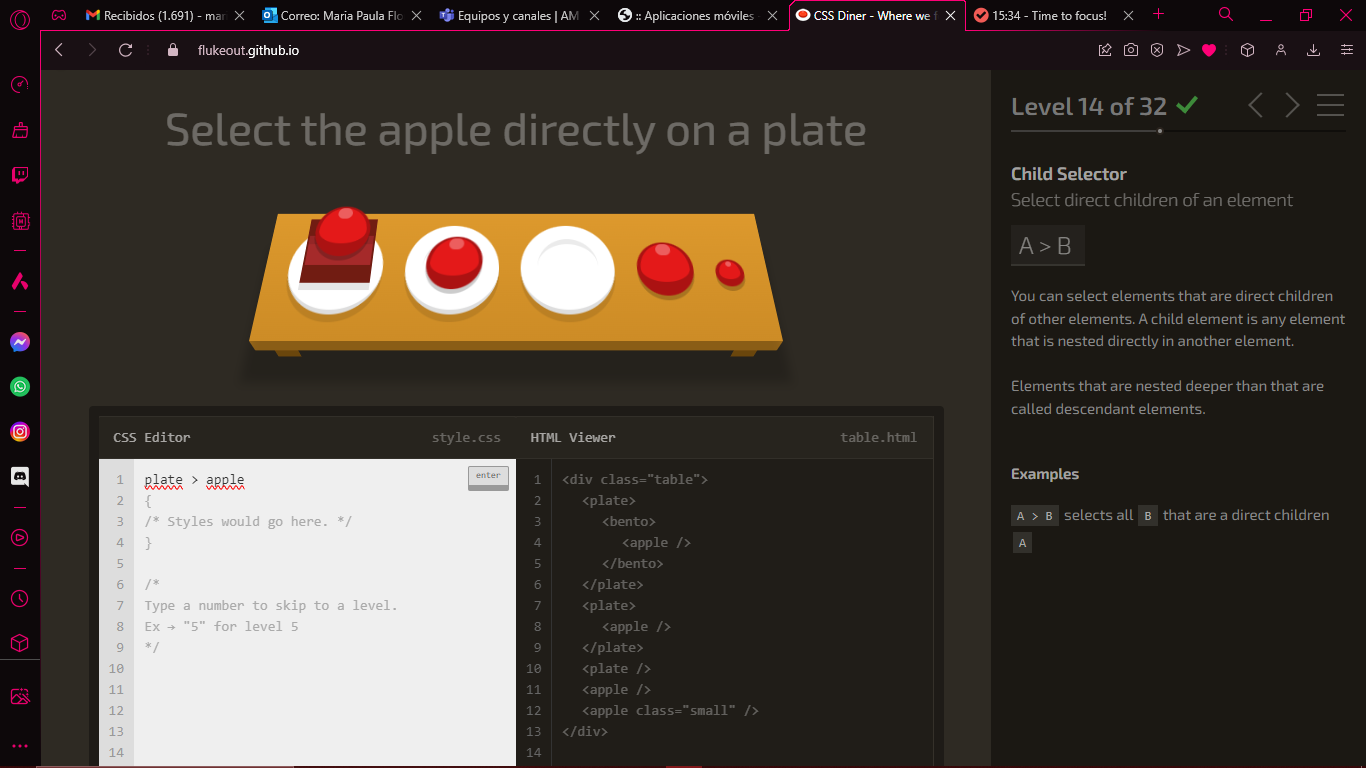 Recibidos (1.691) - mar
Correo: Maria Paula Flo
Equipos y canales | AM
:: Aplicaciones móviles -
CSS Diner - Where we f
15:34 - Time to focus!
flukeout.github.io
Select the apple directly on a plate
Level 14 of 32
Child Selector
Select direct children of an element
A > B
You can select elements that are direct children
of other elements. A child element is any element
that is nested directly in another element.
Elements that are nested deeper than that are
called descendant elements.
Examples
A > B selects all B that are a direct children
A
CSS Editor style.css
enter
1 plate > apple
2 {
3 /* Styles would go here. */
4 }
5
6 /*
7 Type a number to skip to a level.
8 Ex → "5" for level 5
9 */
10
11
12
13
14
HTML Viewer table.html
1 <div class="table">
2 <plate>
3 <bento>
4 <apple />
5 </bento>
6 </plate>
7 <plate>
8 <apple />
9 </plate>
10 <plate />
11 <apple />
12 <apple class="small" />
13 </div>
14